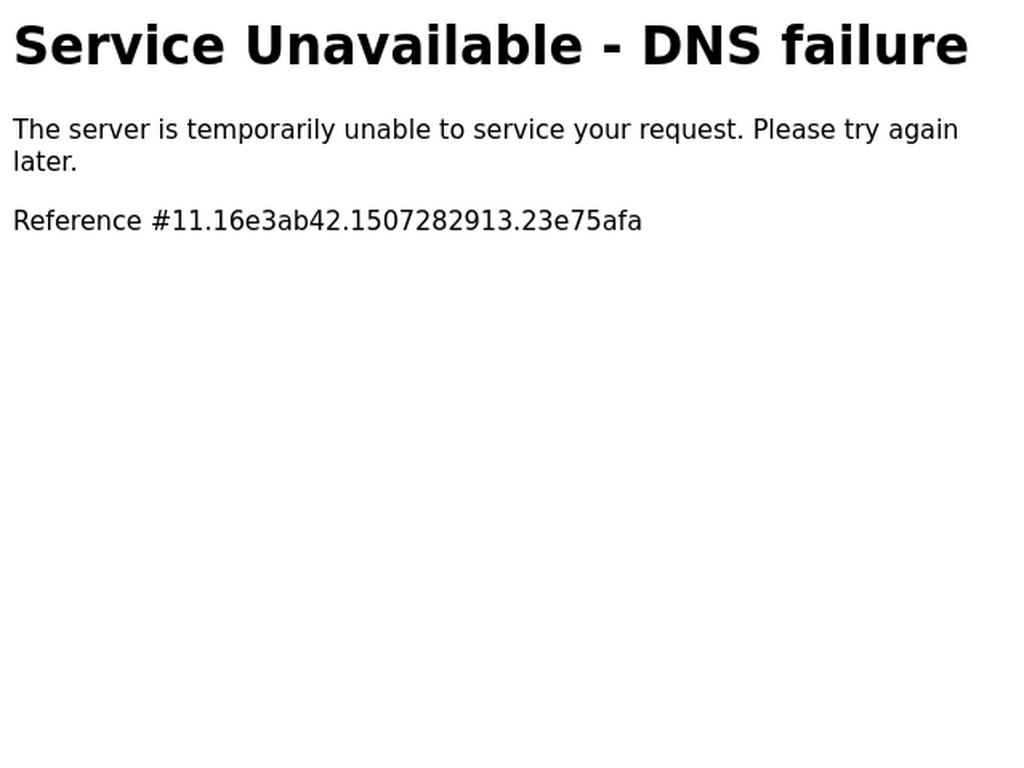 Service Unavailable - DNS failure
The server is temporarily unable to service your request. Please try again
later.
Reference #11.16e3ab42.1507282913.23e75afa